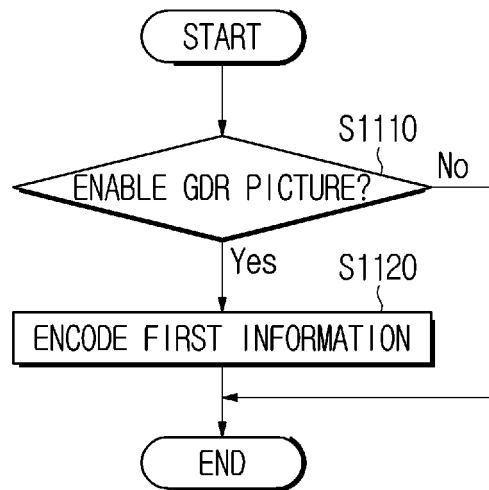 START
S1110
ENABLE GDR PICTURE?
No
Yes
S1120
ENCODE FIRST INFORMATION
END